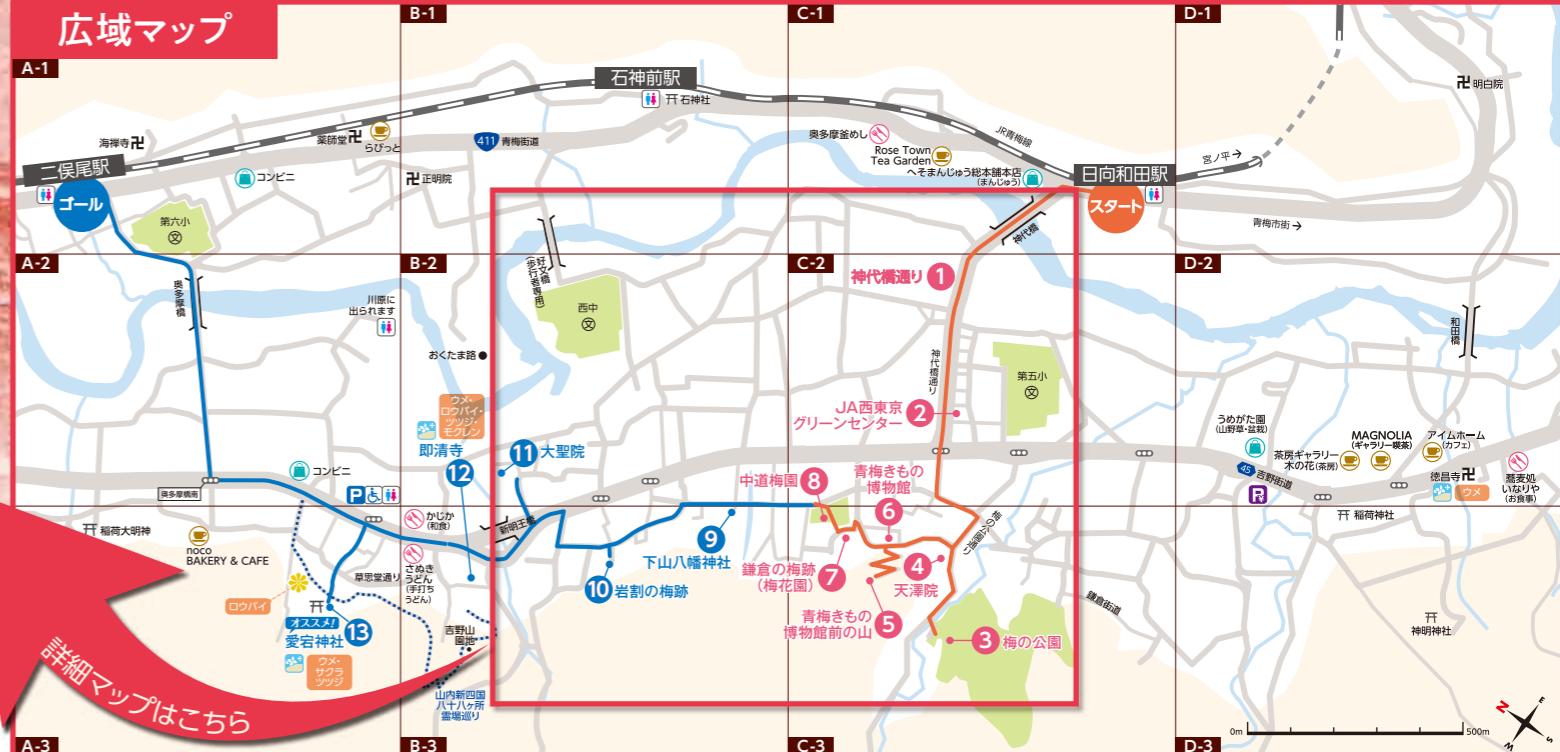 広域マップ
A-1
B-1
C-1
D-1
石神前駅
石神社
明白院
海禅寺
薬師堂
らびっと
411
青梅街道
奥多摩釜めし
JR青梅線
Rose Town
Tea Garden
へそまんじゅう総本舗本店
(まんじゅう)
宮ノ平→
二俣尾駅
コンビニ
正明院
日向和田駅
ゴール
スタート
第六小
文
神代橋
青梅市街→
A-2
B-2
C-2
D-2
奥多摩橋
川原に
出られます
好文橋
(歩行者専用)
神代橋通り
1
西中
文
和田橋
おくたま路
神代橋通り
第五小
文
ウメ・
ロウバイ・
ツツジ・
モクレン
JA西東京
グリーンセンター
2
うめがた園
(山野草・盆栽)
MAGNOLIA
(ギャラリー喫茶)
アイムホーム
(カフェ)
即清寺
12
11
大聖院
茶房ギャラリー
木の花(茶房)
45
吉野街道
徳昌寺
ウメ
蕎麦処
いなりや
(お食事)
コンビニ
中道梅園
8
青梅きもの
博物館
6
奥多摩橋南
P
R
稲荷大明神
かじか
(和食)
新明王橋
9
下山八幡神社
梅の公園通り
稲荷神社
noco
BAKERY & CAFE
草思堂通り
さぬき
うどん
(手打ち
うどん)
10
岩割の梅跡
鎌倉の梅跡
(梅花園)
7
4
天澤院
ロウバイ
オススメ!
愛宕神社
13
吉野山
園地
青梅きもの
博物館前の山
5
3
梅の公園
鎌倉街道
神明神社
ウメ・
サクラ
ツツジ
詳細マップはこちら
山内新四国
八十八ヶ所
霊場巡り
0m
500m
N
E
S
W
A-3
B-3
C-3
D-3